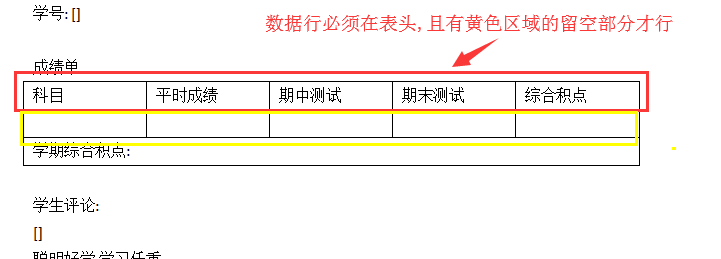 学号: []
数据行必须在表头,且有黄色区域的留空部分才行
成绩单
科目 平时成绩 期中测试 期末测试 综合积点
学期综合积点:
学生评论:
[]
聪明好学,学习任重